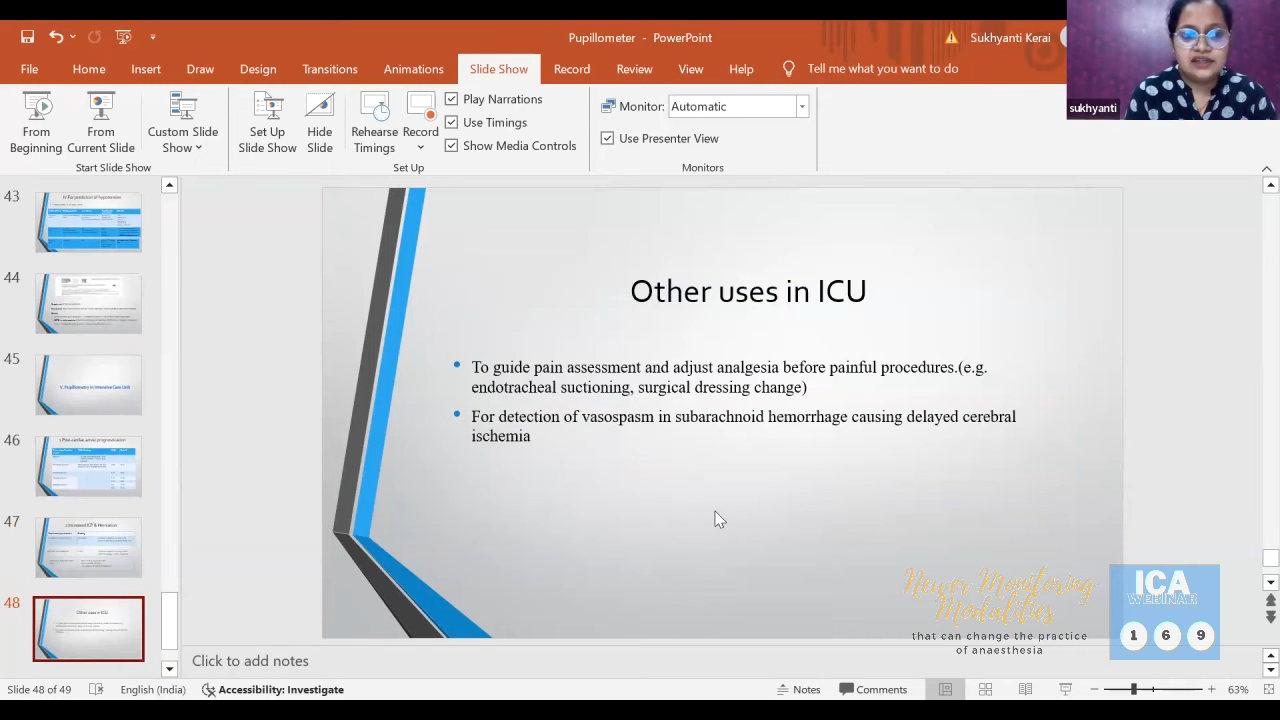 Pupillometer - PowerPoint
Sukhyanti Kerai
File Home Insert Draw Design Transitions Animations Slide Show Record Review View Help Tell me what you want to do
sukhyanti
From Beginning
From Current Slide
Custom Slide Show
Start Slide Show
Set Up Slide Show
Hide Slide
Rehearse Timings
Record
Play Narrations
Use Timings
Show Media Controls
Set Up
Monitor: Automatic
Use Presenter View
Monitors
43
44
45
46
47
48
Other uses in ICU
Other uses in ICU
To guide pain assessment and adjust analgesia before painful procedures.(e.g.
endotracheal suctioning, surgical dressing change)
For detection of vasospasm in subarachnoid hemorrhage causing delayed cerebral
ischemia
Newer Monitoring
Modalities
that can change the practice
of anaesthesia
ICA
WEBINAR
1 6 9
Click to add notes
Slide 48 of 49 English (India) Accessibility: Investigate Notes Comments 63%